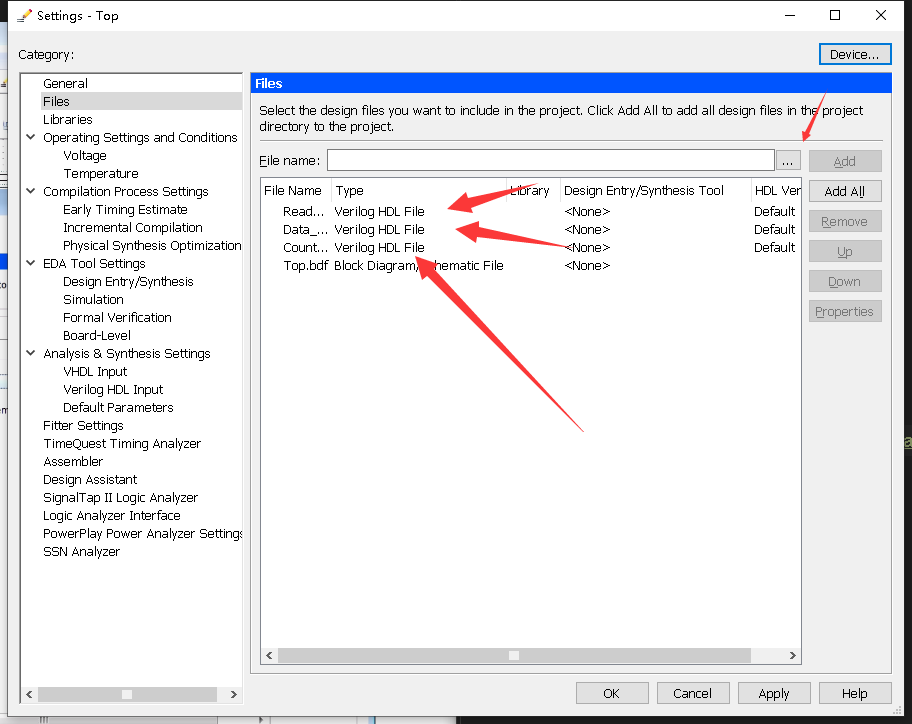 Settings - Top
Category:
Device...
General
Files
Libraries
Operating Settings and Conditions
Voltage
Temperature
Compilation Process Settings
Early Timing Estimate
Incremental Compilation
Physical Synthesis Optimization
EDA Tool Settings
Design Entry/Synthesis
Simulation
Formal Verification
Board-Level
Analysis & Synthesis Settings
VHDL Input
Verilog HDL Input
Default Parameters
Fitter Settings
TimeQuest Timing Analyzer
Assembler
Design Assistant
SignalTap II Logic Analyzer
Logic Analyzer Interface
PowerPlay Power Analyzer Settings
SSN Analyzer
Files
Select the design files you want to include in the project. Click Add All to add all design files in the project
directory to the project.
File name: ... Add
File Name Type Library Design Entry/Synthesis Tool HDL Ver
Read... Verilog HDL File <None> Default
Data_... Verilog HDL File <None> Default
Count... Verilog HDL File <None> Default
Top.bdf Block Diagram/Schematic File <None>
Add All
Remove
Up
Down
Properties
OK Cancel Apply Help